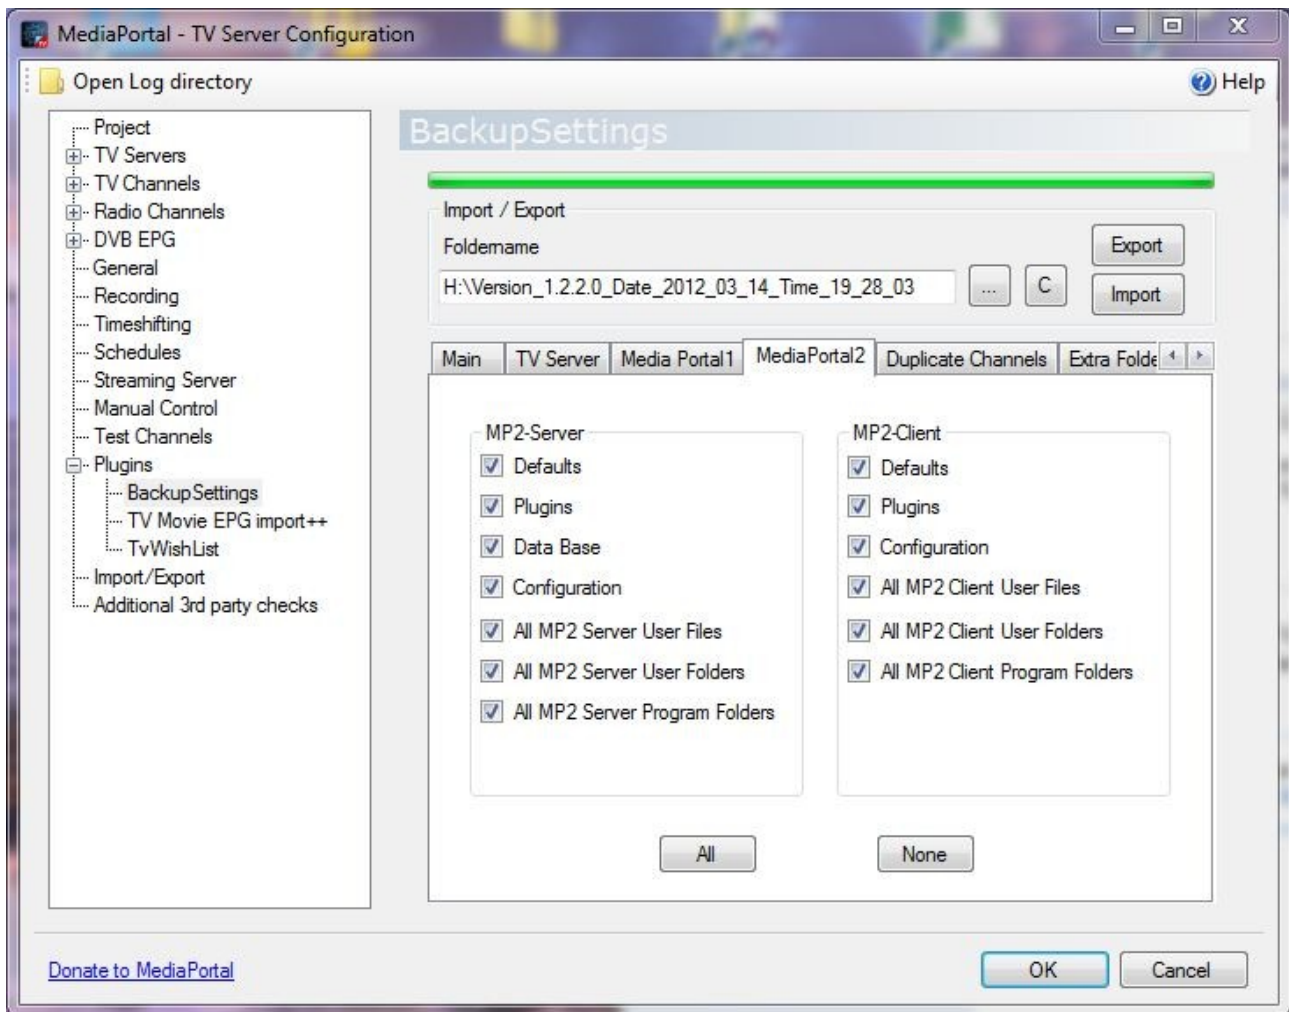 MediaPortal - TV Server Configuration
Open Log directory
Help
Project
TV Servers
TV Channels
Radio Channels
DVB EPG
General
Recording
Timeshifting
Schedules
Streaming Server
Manual Control
Test Channels
Plugins
BackupSettings
TV Movie EPG import++
TvWishList
Import/Export
Additional 3rd party checks
BackupSettings
Import / Export
Foldername
Export
H:\Version_1.2.2.0_Date_2012_03_14_Time_19_28_03
...
C
Import
Main
TV Server
Media Portal1
MediaPortal2
Duplicate Channels
Extra Folde
MP2-Server
Defaults
Plugins
Data Base
Configuration
All MP2 Server User Files
All MP2 Server User Folders
All MP2 Server Program Folders
MP2-Client
Defaults
Plugins
Configuration
All MP2 Client User Files
All MP2 Client User Folders
All MP2 Client Program Folders
All
None
Donate to MediaPortal
OK
Cancel